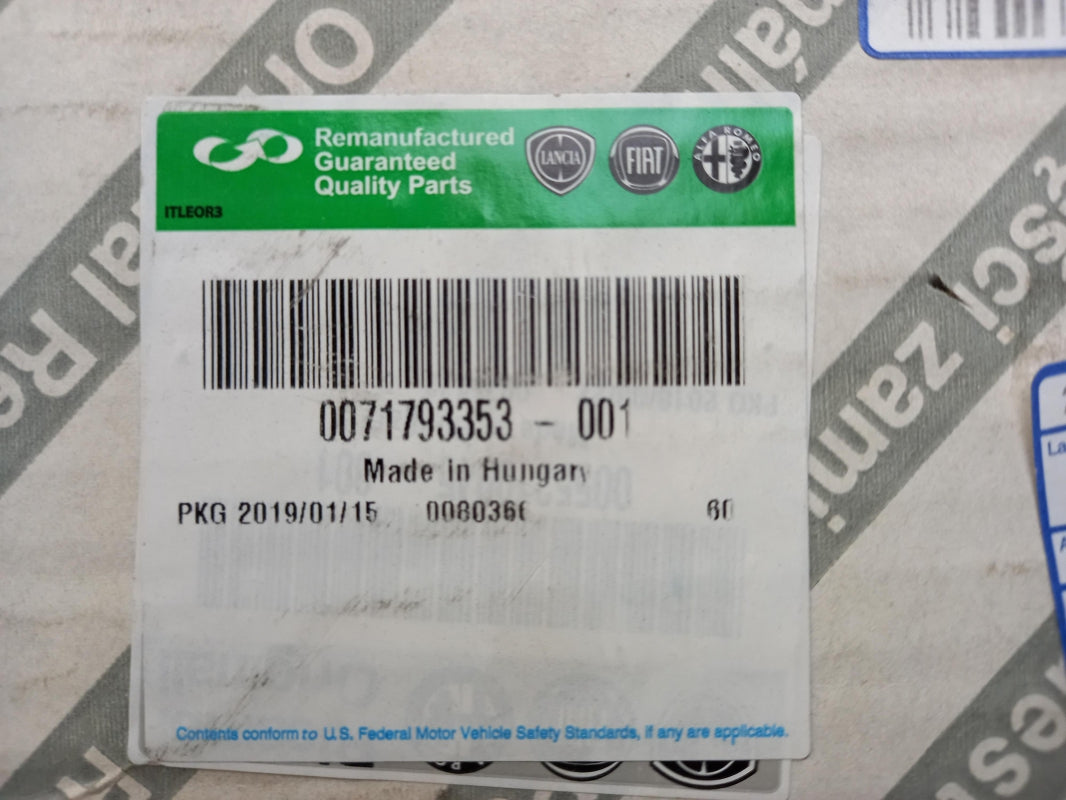 Remanufactured
Guaranteed
Quality Parts
LANCIA
FIAT
ALFA ROMEO
ITLEOR3
0071793353 - 001
Made in Hungary
PKG 2019/01/15 008036 60
Contents conform to U.S. Federal Motor Vehicle Safety Standards, if any are applicable.